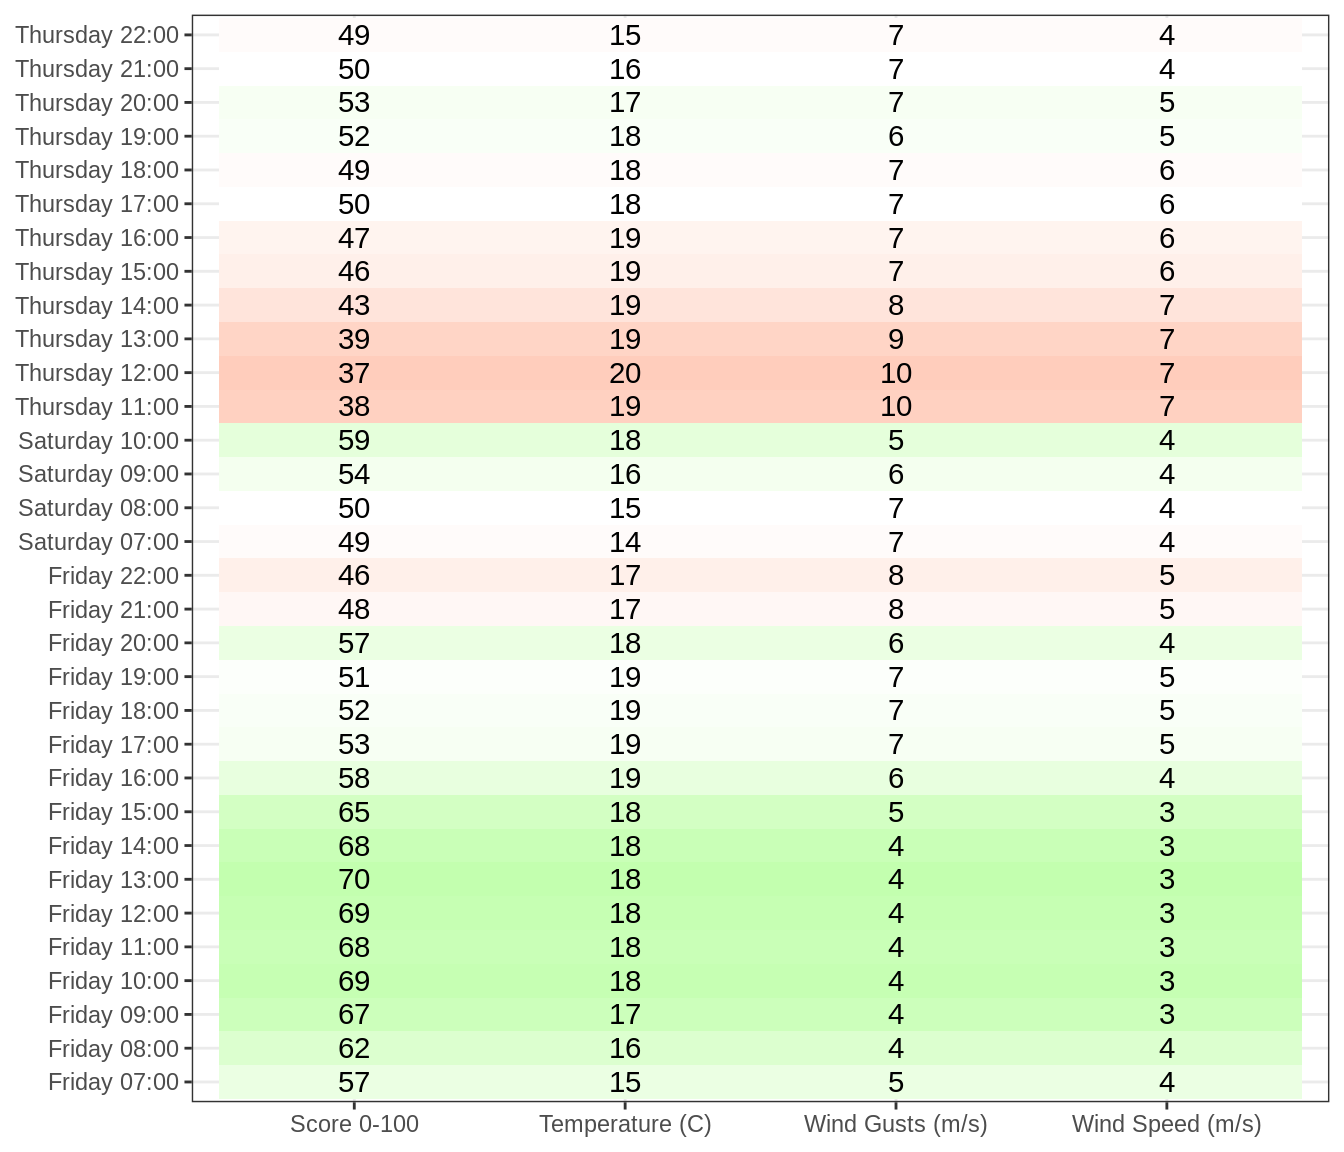 Thursday 22:00 49 15 7 4
Thursday 21:00 50 16 7 4
Thursday 20:00 53 17 7 5
Thursday 19:00 52 18 6 5
Thursday 18:00 49 18 7 6
Thursday 17:00 50 18 7 6
Thursday 16:00 47 19 7 6
Thursday 15:00 46 19 7 6
Thursday 14:00 43 19 8 7
Thursday 13:00 39 19 9 7
Thursday 12:00 37 20 10 7
Thursday 11:00 38 19 10 7
Saturday 10:00 59 18 5 4
Saturday 09:00 54 16 6 4
Saturday 08:00 50 15 7 4
Saturday 07:00 49 14 7 4
Friday 22:00 46 17 8 5
Friday 21:00 48 17 8 5
Friday 20:00 57 18 6 4
Friday 19:00 51 19 7 5
Friday 18:00 52 19 7 5
Friday 17:00 53 19 7 5
Friday 16:00 58 19 6 4
Friday 15:00 65 18 5 3
Friday 14:00 68 18 4 3
Friday 13:00 70 18 4 3
Friday 12:00 69 18 4 3
Friday 11:00 68 18 4 3
Friday 10:00 69 18 4 3
Friday 09:00 67 17 4 3
Friday 08:00 62 16 4 4
Friday 07:00 57 15 5 4
Score 0-100 Temperature (C) Wind Gusts (m/s) Wind Speed (m/s)